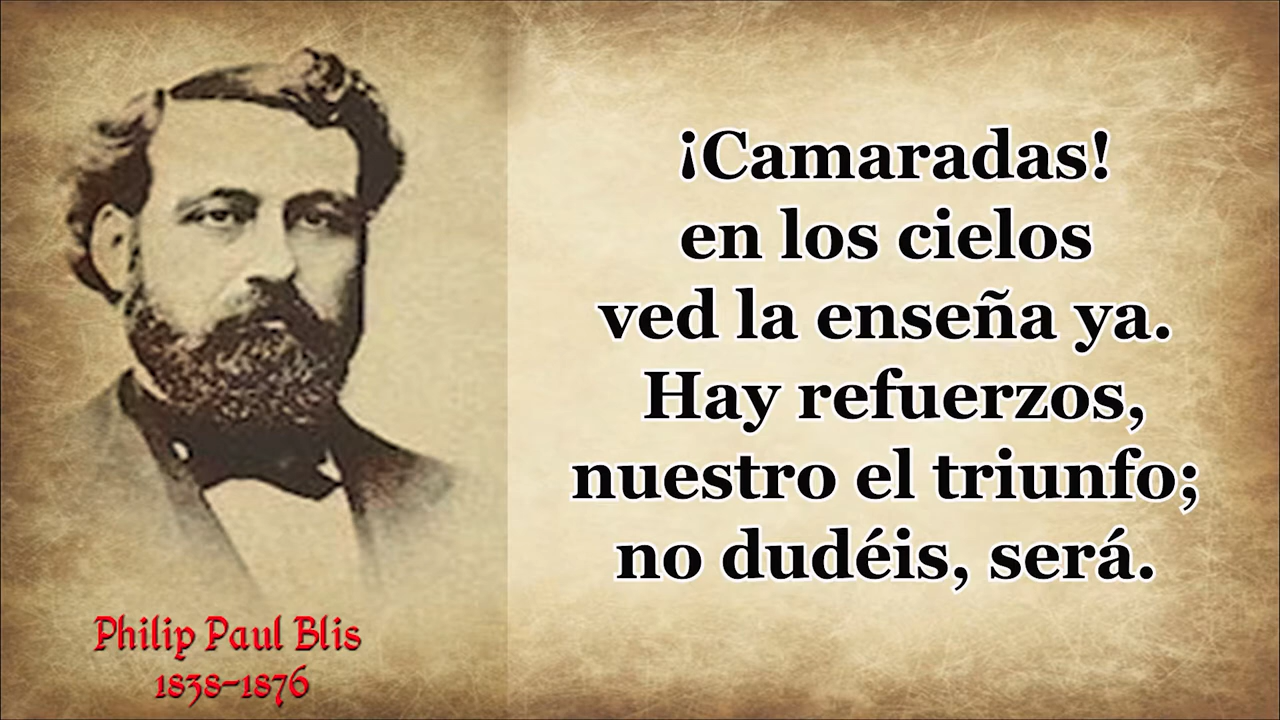 ¡Camaradas!
en los cielos
ved la enseña ya.
Hay refuerzos,
nuestro el triunfo;
no dudéis, será.
Philip Paul Blis
1838-1876